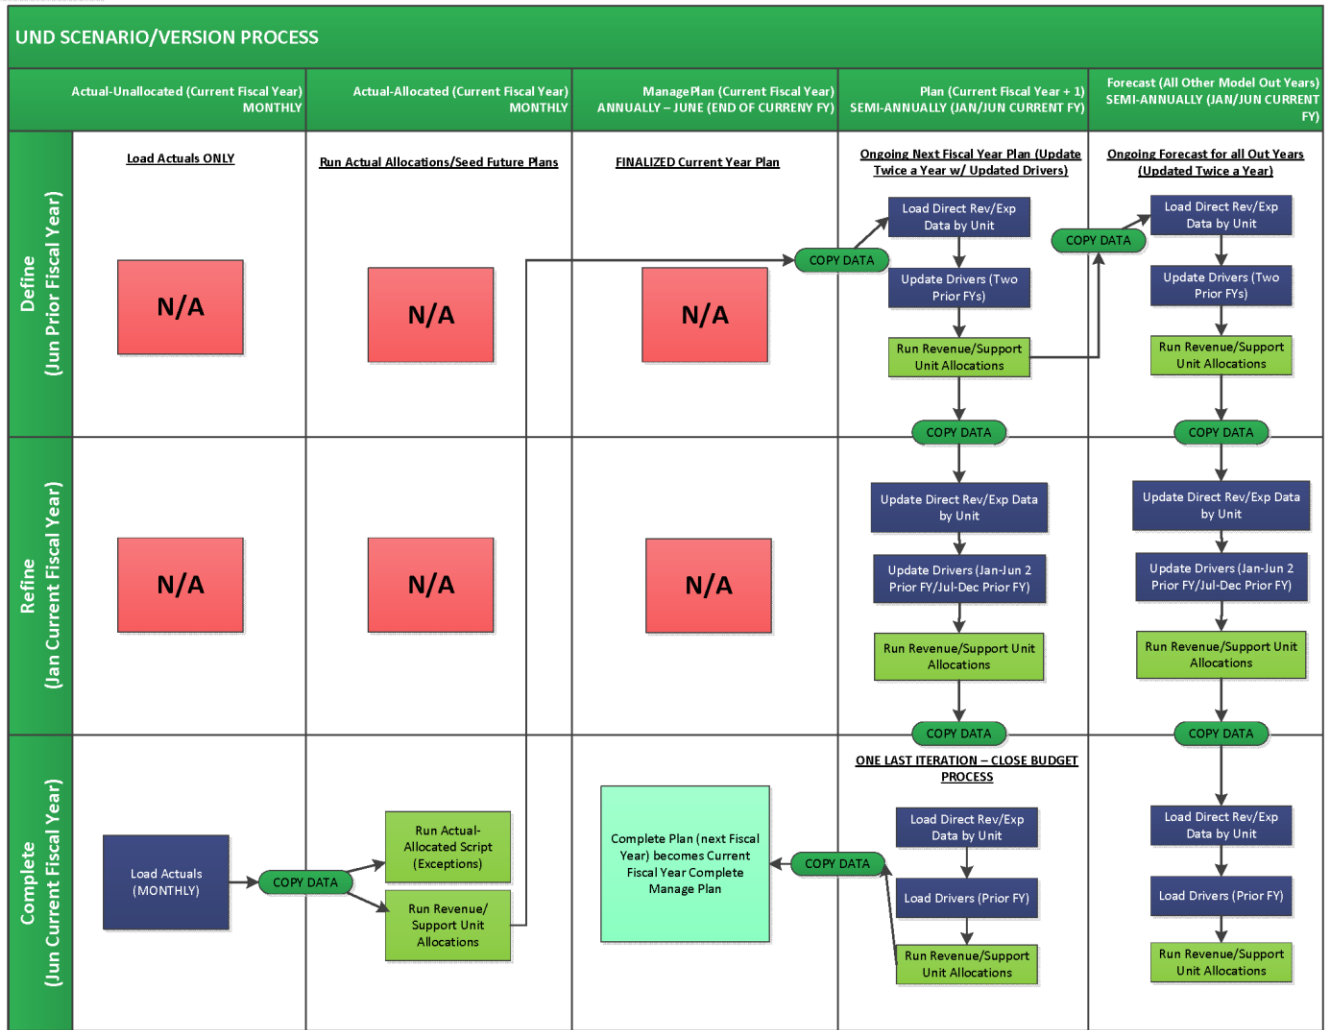 UND SCENARIO/VERSION PROCESS
Actual-Unallocated (Current Fiscal Year)
MONTHLY
Actual-Allocated (Current Fiscal Year)
MONTHLY
ManagePlan (Current Fiscal Year)
ANNUALLY – JUNE (END OF CURRENY FY)
Plan (Current Fiscal Year + 1)
SEMI-ANNUALLY (JAN/JUN CURRENT FY)
Forecast (All Other Model Out Years)
SEMI-ANNUALLY (JAN/JUN CURRENT
FY)
Define
(Jun Prior Fiscal Year)
Load Actuals ONLY
N/A
Run Actual Allocations/Seed Future Plans
N/A
FINALIZED Current Year Plan
N/A
COPY DATA
Ongoing Next Fiscal Year Plan (Update
Twice a Year w/ Updated Drivers)
Load Direct Rev/Exp
Data by Unit
Update Drivers (Two
Prior FYs)
Run Revenue/Support
Unit Allocations
COPY DATA
COPY DATA
Ongoing Forecast for all Out Years
(Updated Twice a Year)
Load Direct Rev/Exp
Data by Unit
Update Drivers (Two
Prior FYs)
Run Revenue/Support
Unit Allocations
COPY DATA
Refine
(Jan Current Fiscal Year)
N/A
N/A
N/A
Update Direct Rev/Exp Data
by Unit
Update Drivers (Jan-Jun 2
Prior FY/Jul-Dec Prior FY)
Run Revenue/Support Unit
Allocations
COPY DATA
Update Direct Rev/Exp Data
by Unit
Update Drivers (Jan-Jun 2
Prior FY/Jul-Dec Prior FY)
Run Revenue/Support Unit
Allocations
COPY DATA
Complete
(Jun Current Fiscal Year)
Load Actuals
(MONTHLY)
COPY DATA
Run Actual-
Allocated Script
(Exceptions)
Run Revenue/
Support Unit
Allocations
Complete Plan (next Fiscal
Year) becomes Current
Fiscal Year Complete
Manage Plan
COPY DATA
ONE LAST ITERATION – CLOSE BUDGET
PROCESS
Load Direct Rev/Exp
Data by Unit
Load Drivers (Prior FY)
Run Revenue/Support
Unit Allocations
Load Direct Rev/Exp
Data by Unit
Load Drivers (Prior FY)
Run Revenue/Support
Unit Allocations